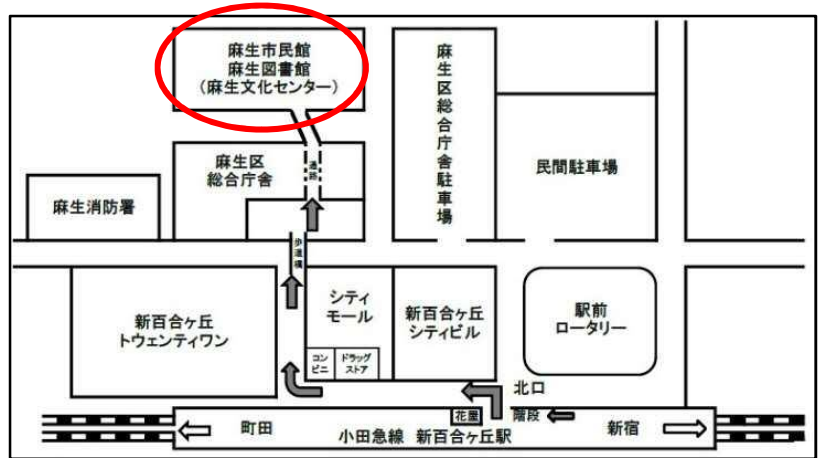 麻生市民館
麻生図書館
（麻生文化センター）
麻生区総合庁舎駐車場
民間駐車場
麻生区
総合庁舎
通路
麻生消防署
歩道橋
新百合ヶ丘
トウェンティワン
シティ
モール
新百合ヶ丘
シティビル
駅前
ロータリー
コン
ビニ
ドラッグ
ストア
北口
花屋
階段
町田
小田急線 新百合ヶ丘駅
新宿